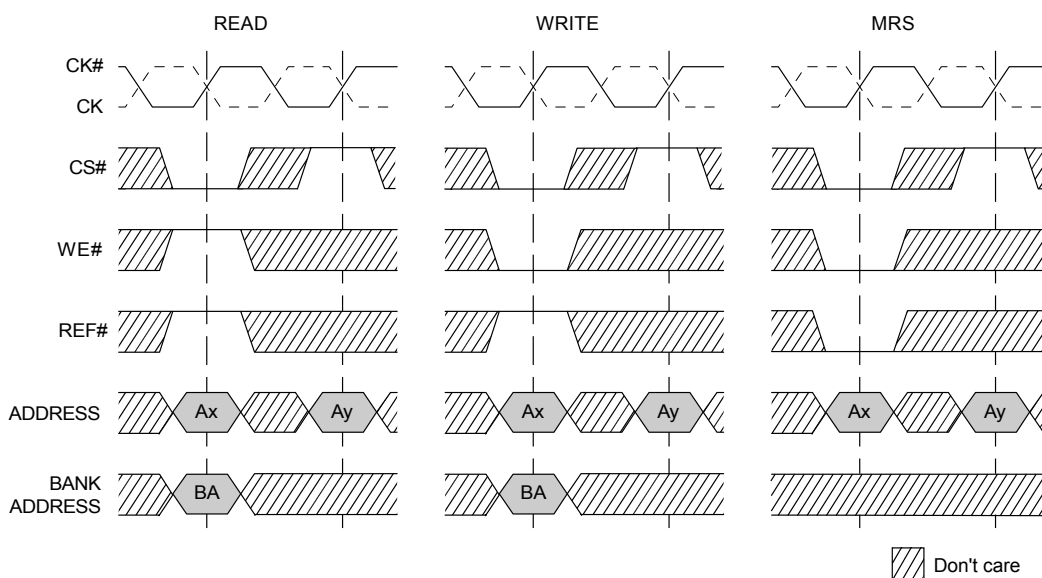 READ WRITE MRS
CK#
CK
CS#
WE#
REF#
ADDRESS Ax Ay Ax Ay Ax Ay
BANK
ADDRESS BA BA
Don't care